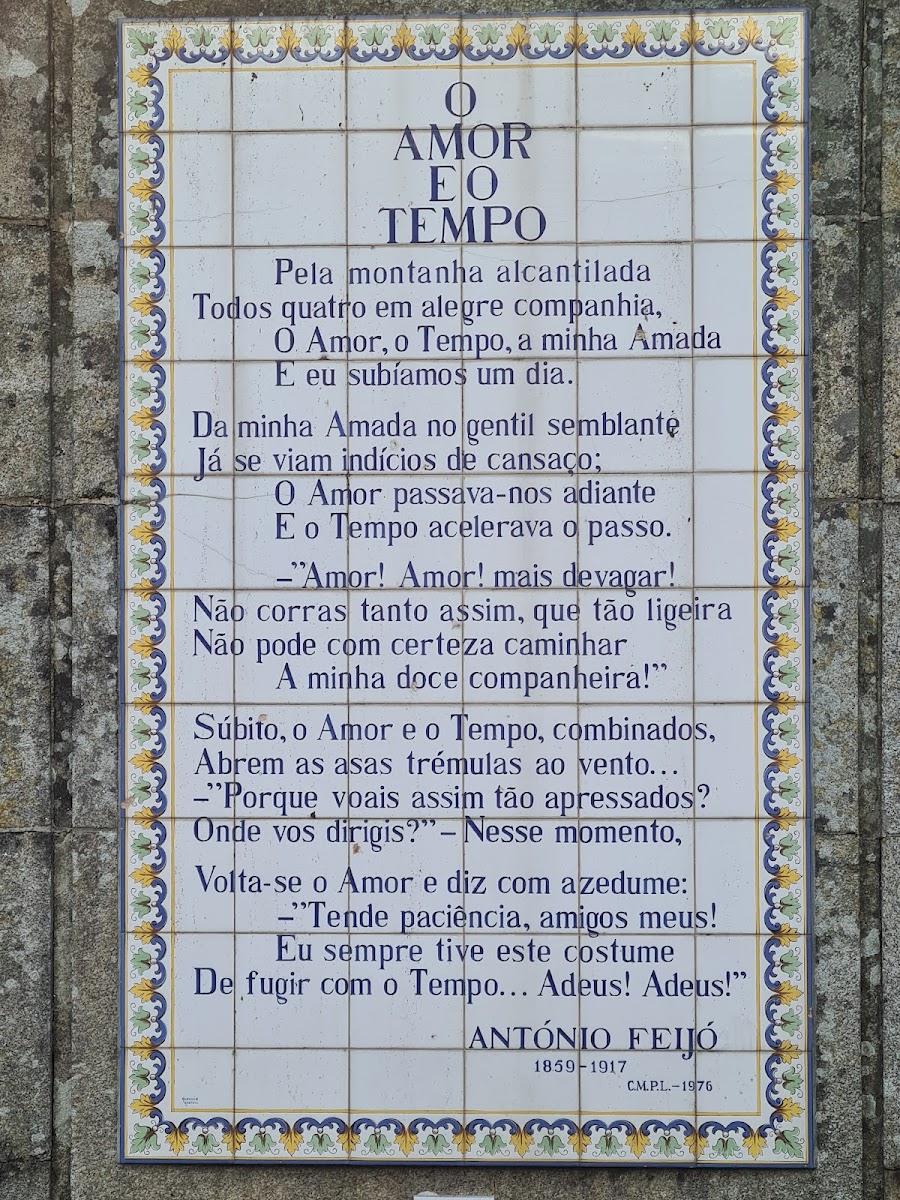 O
AMOR
E O
TEMPO
Pela montanha alcantilada
Todos quatro em alegre companhia,
O Amor, o Tempo, a minha Amada
E eu subíamos um dia.
Da minha Amada no gentil semblante
Já se viam indícios de cansaço;
O Amor passava-nos adiante
E o Tempo acelerava o passo.
–"Amor! Amor! mais devagar!
Não corras tanto assim, que tão ligeira
Não pode com certeza caminhar
A minha doce companheira!"
Súbito, o Amor e o Tempo, combinados,
Abrem as asas trémulas ao vento...
–"Porque voais assim tão apressados?
Onde vos dirigis?" – Nesse momento,
Volta-se o Amor e diz com azedume:
–"Tende paciência, amigos meus!
Eu sempre tive este costume
De fugir com o Tempo... Adeus! Adeus!"
ANTÓNIO FEIJÓ
1859-1917
C.M.P.L.-1976